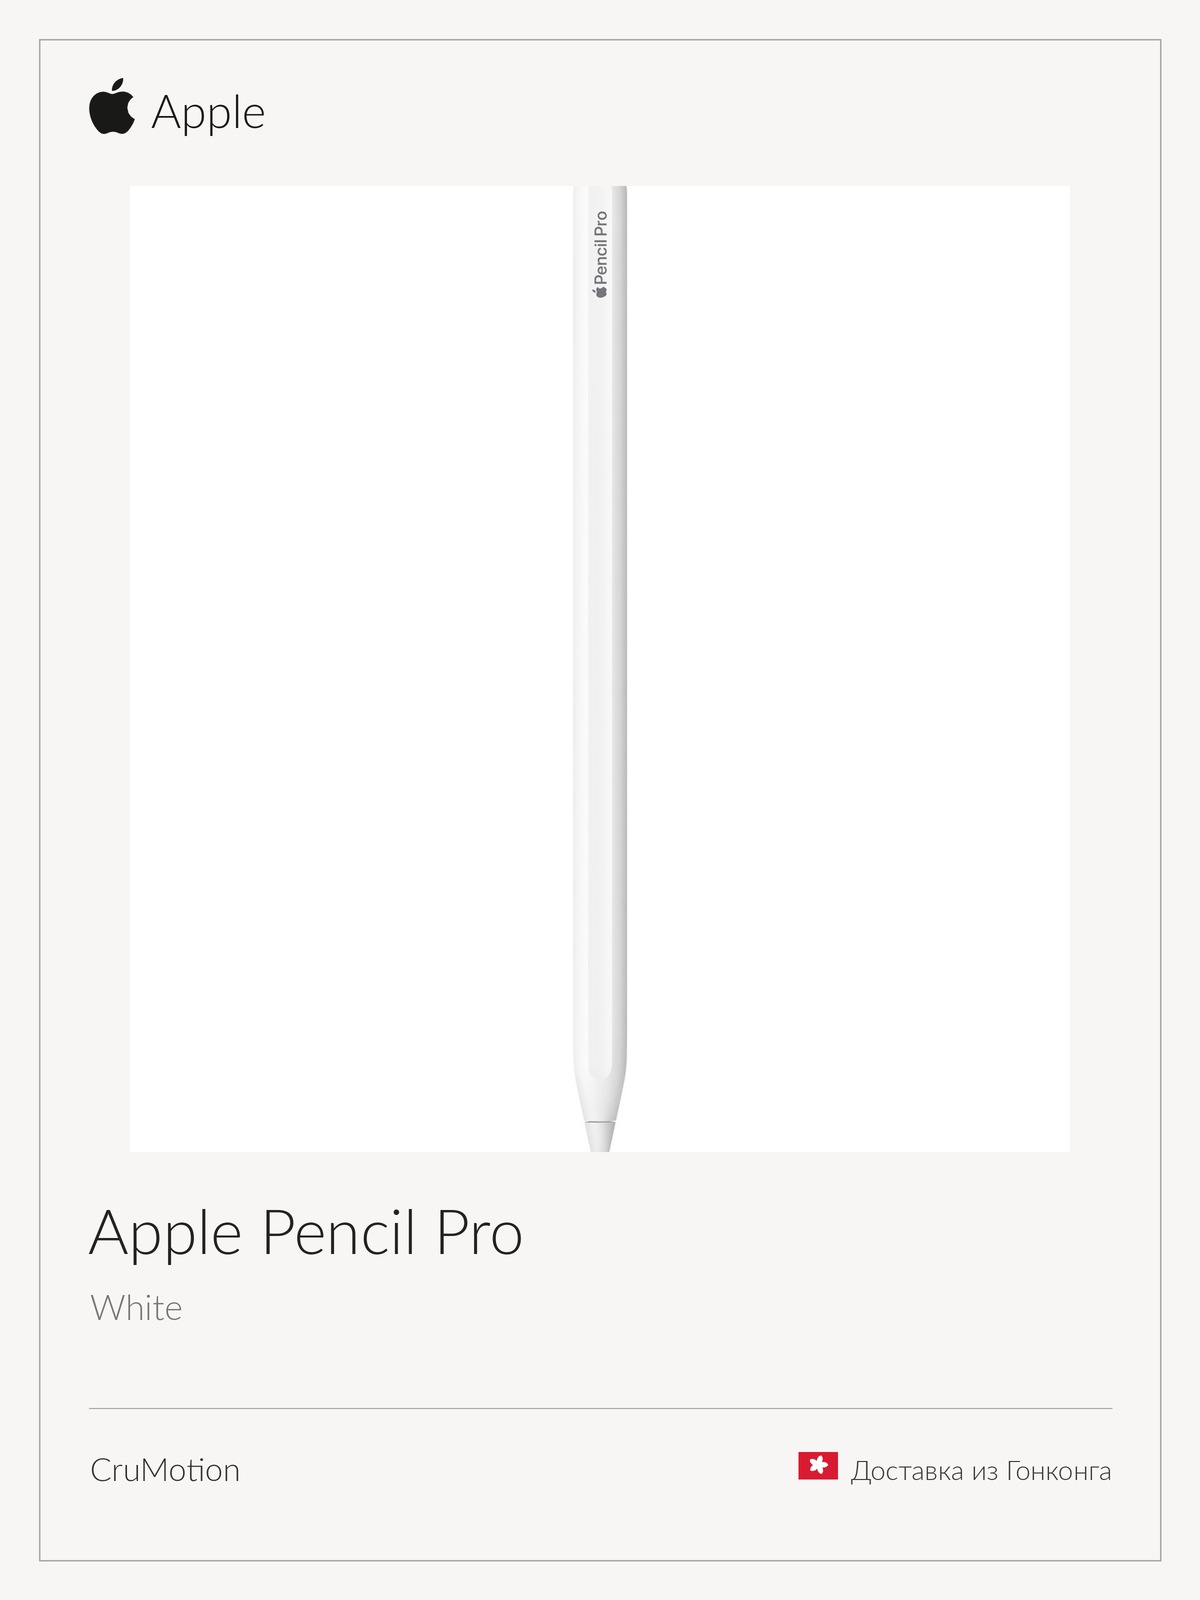 Apple
Pencil Pro
Apple Pencil Pro
White
CruMotion
Доставка из Гонконга